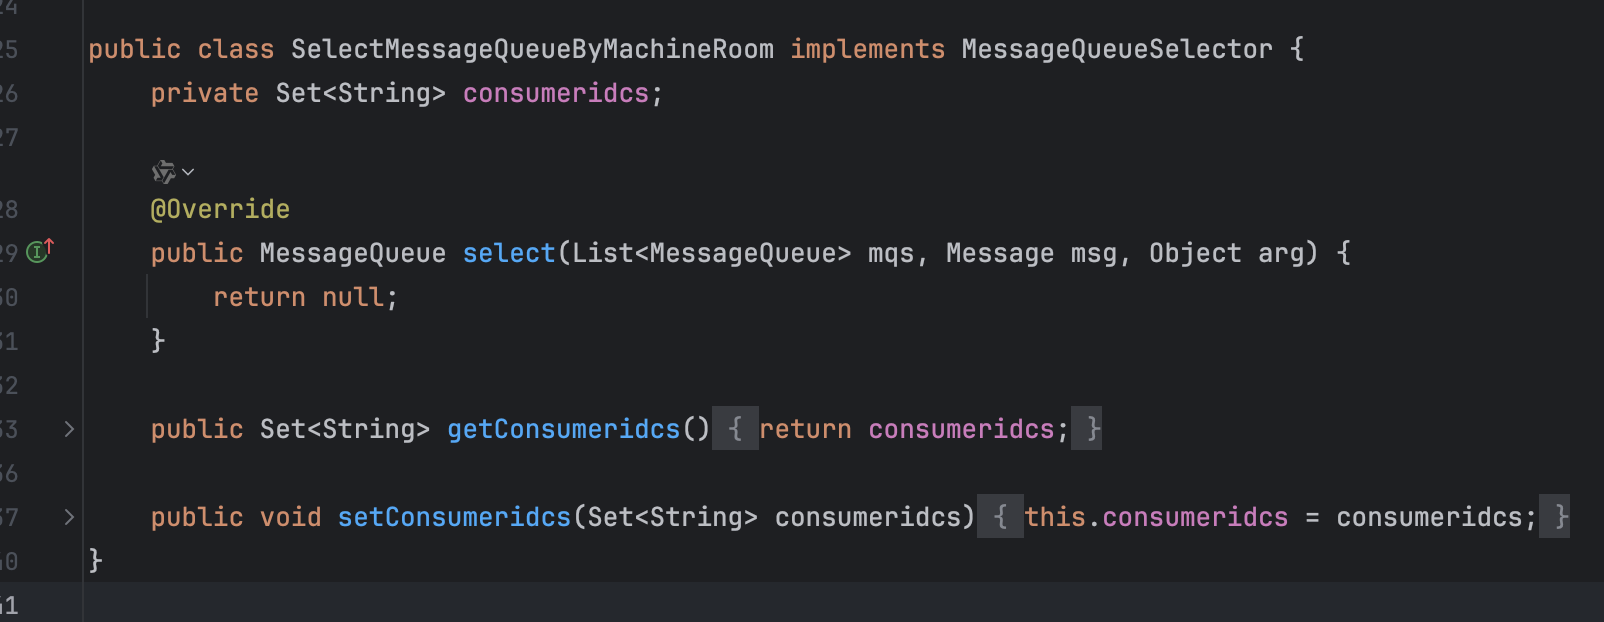 24
25 public class SelectMessageQueueByMachineRoom implements MessageQueueSelector {
26 private Set<String> consumeridcs;
27
28 @Override
29 public MessageQueue select(List<MessageQueue> mqs, Message msg, Object arg) {
30 return null;
31 }
32
33 public Set<String> getConsumeridcs() { return consumeridcs; }
36
37 public void setConsumeridcs(Set<String> consumeridcs) { this.consumeridcs = consumeridcs; }
40 }
41